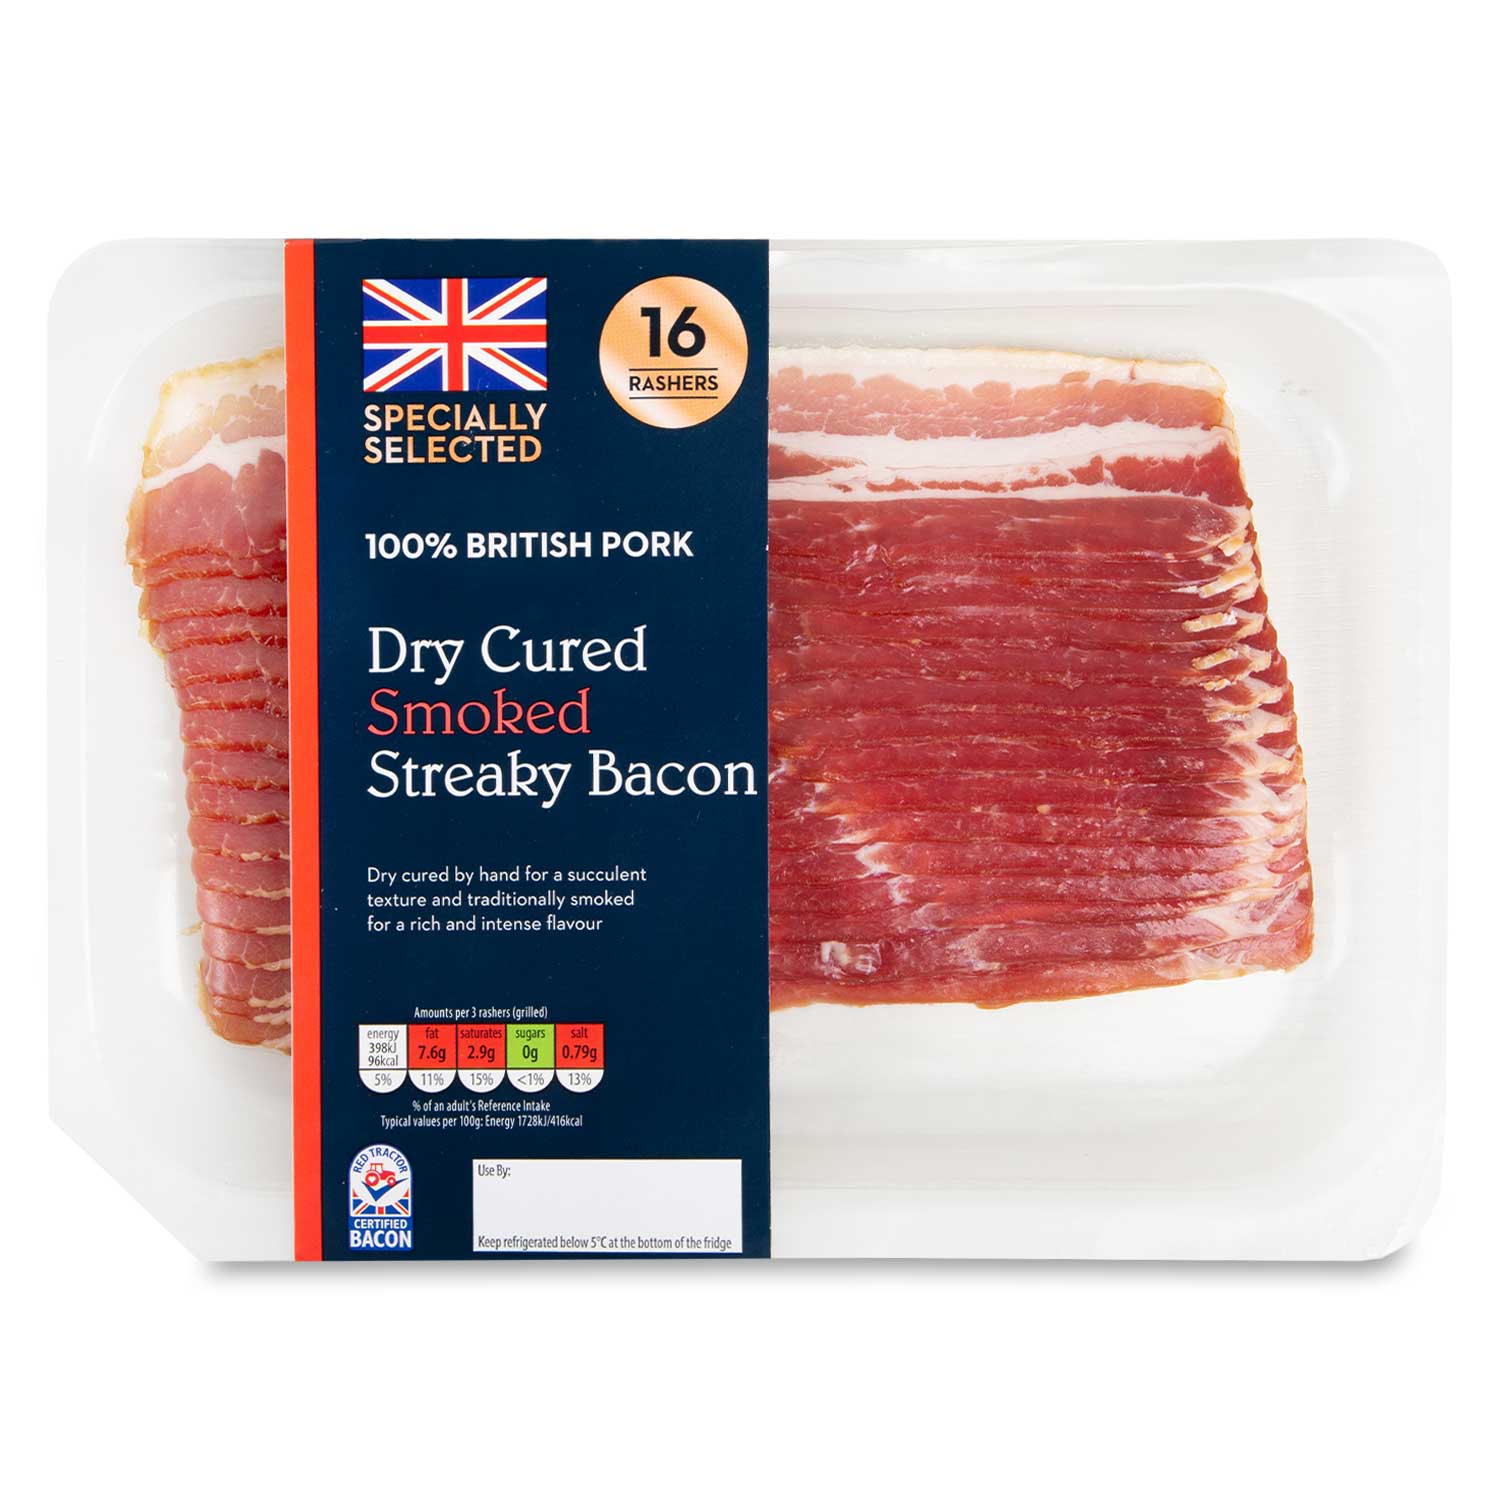 16
RASHERS
SPECIALLY
SELECTED
100% BRITISH PORK
Dry Cured
Smoked
Streaky Bacon
Dry cured by hand for a succulent
texture and traditionally smoked
for a rich and intense flavour
Amounts per 3 rashers (grilled)
energy fat saturates sugars salt
398kJ
96kcal 7.6g 2.9g 0g 0.79g
5% 11% 15% <1% 13%
% of an adult's Reference Intake
Typical values per 100g: Energy 1728kJ/416kcal
RED TRACTOR
CERTIFIED
BACON
Use By:
Keep refrigerated below 5°C at the bottom of the fridge